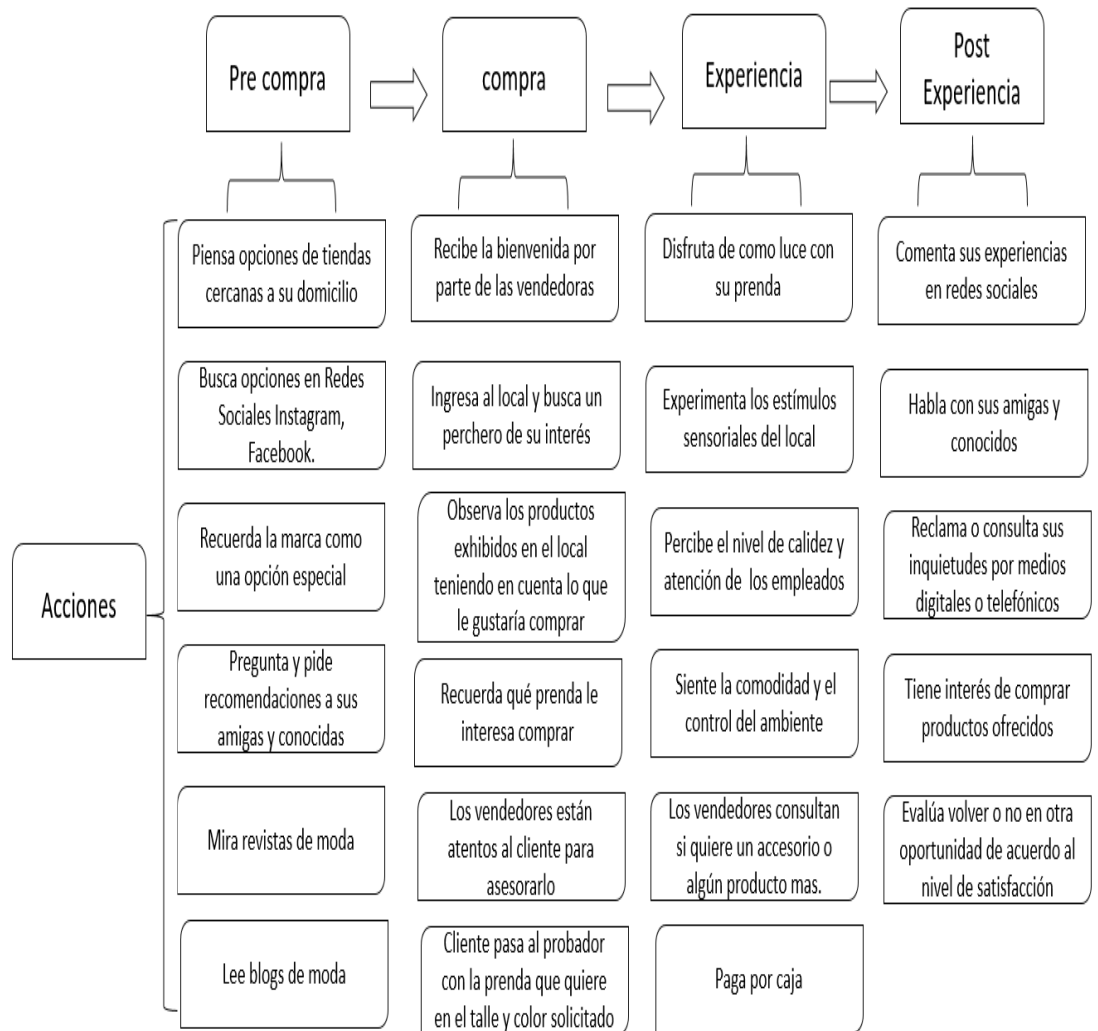 Pre compra
compra
Experiencia
Post
Experiencia
Acciones
Piensa opciones de tiendas
cercanas a su domicilio
Recibe la bienvenida por
parte de las vendedoras
Disfruta de como luce con
su prenda
Comenta sus experiencias
en redes sociales
Busca opciones en Redes
Sociales Instagram,
Facebook.
Ingresa al local y busca un
perchero de su interés
Experimenta los estímulos
sensoriales del local
Habla con sus amigas y
conocidos
Recuerda la marca como
una opción especial
Observa los productos
exhibidos en el local
teniendo en cuenta lo que
le gustaría comprar
Percibe el nivel de calidez y
atención de los empleados
Reclama o consulta sus
inquietudes por medios
digitales o telefónicos
Pregunta y pide
recomendaciones a sus
amigas y conocidas
Recuerda qué prenda le
interesa comprar
Siente la comodidad y el
control del ambiente
Tiene interés de comprar
productos ofrecidos
Mira revistas de moda
Los vendedores están
atentos al cliente para
asesorarlo
Los vendedores consultan
si quiere un accesorio o
algún producto mas.
Evalúa volver o no en otra
oportunidad de acuerdo al
nivel de satisfacción
Lee blogs de moda
Cliente pasa al probador
con la prenda que quiere
en el talle y color solicitado
Paga por caja